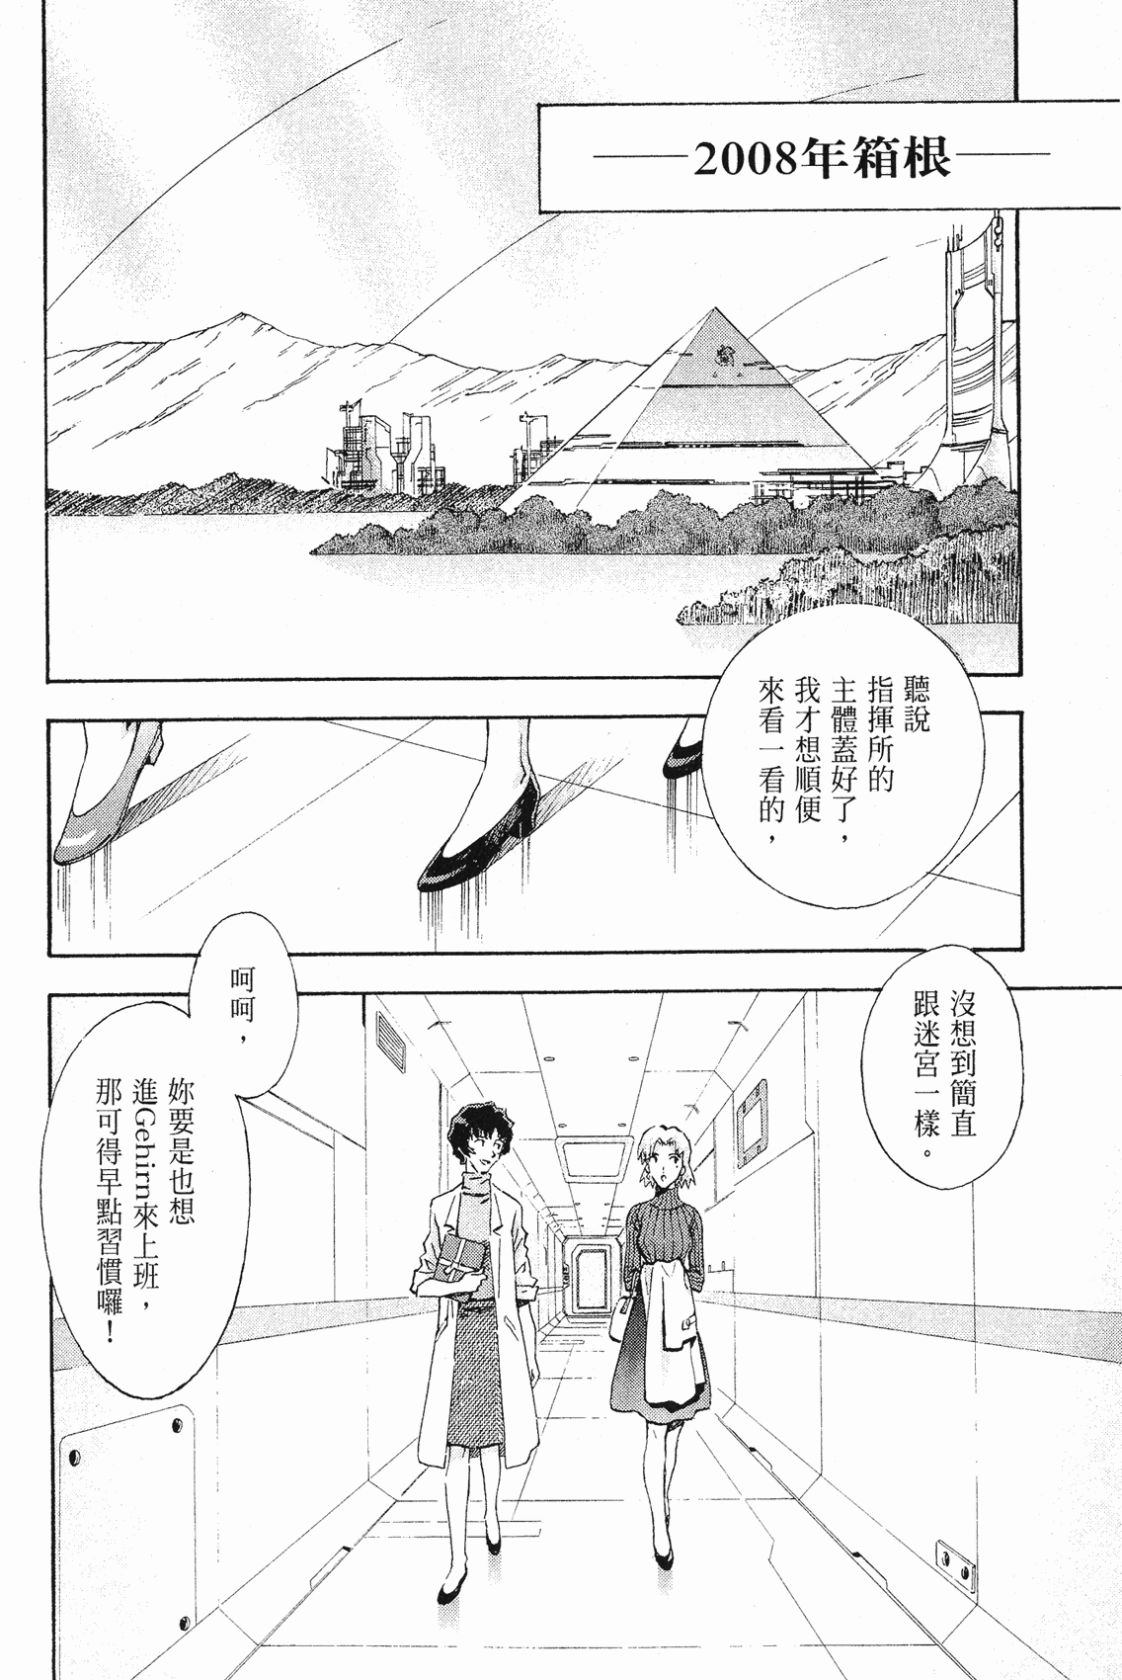 ——2008年箱根——
聽說
指揮所的
主體蓋好了，
我才想順便
來看一看的，
沒想到簡直
跟迷宮一樣。
呵呵，
妳要是也想
進Gehirn來上班，
那可得早點習慣囉！